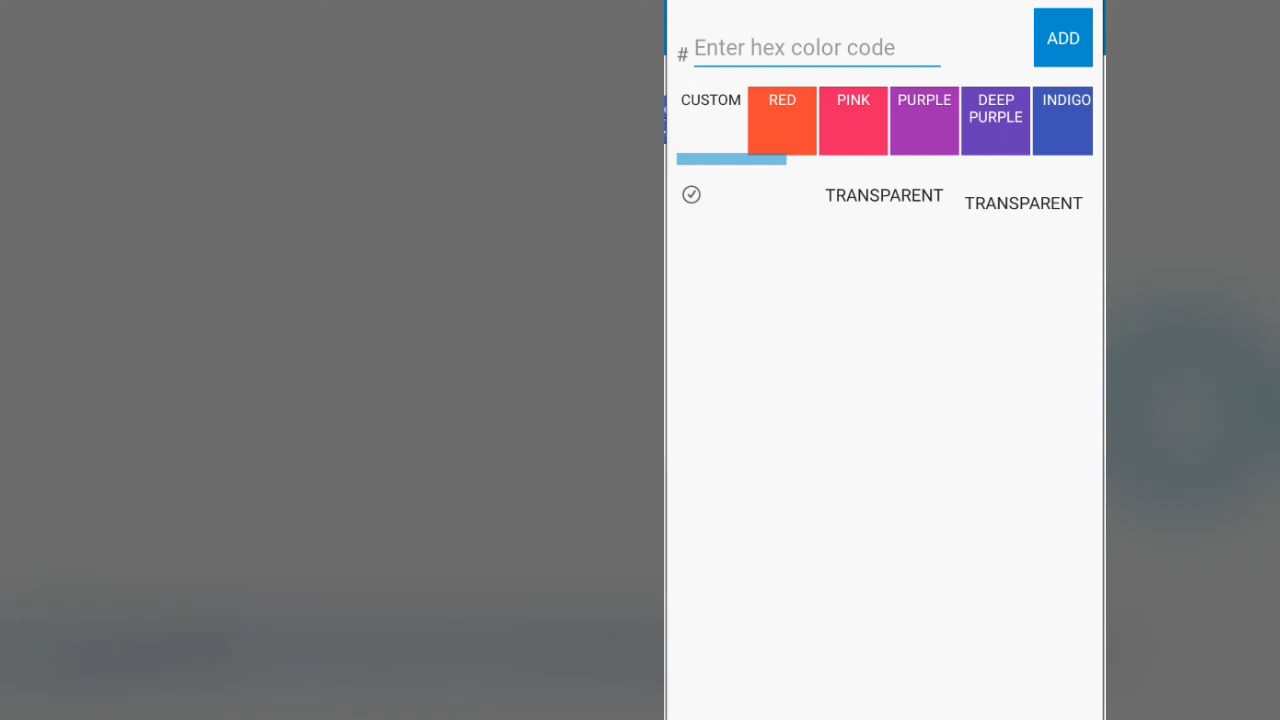 # Enter hex color code
ADD
CUSTOM RED PINK PURPLE DEEP INDIGO
PURPLE
TRANSPARENT TRANSPARENT